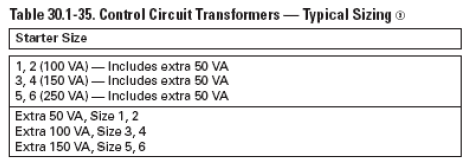 Table 30.1-35. Control Circuit Transformers — Typical Sizing ①
Starter Size
1, 2 (100 VA) — Includes extra 50 VA
3, 4 (150 VA) — Includes extra 50 VA
5, 6 (250 VA) — Includes extra 50 VA
Extra 50 VA, Size 1, 2
Extra 100 VA, Size 3, 4
Extra 150 VA, Size 5, 6